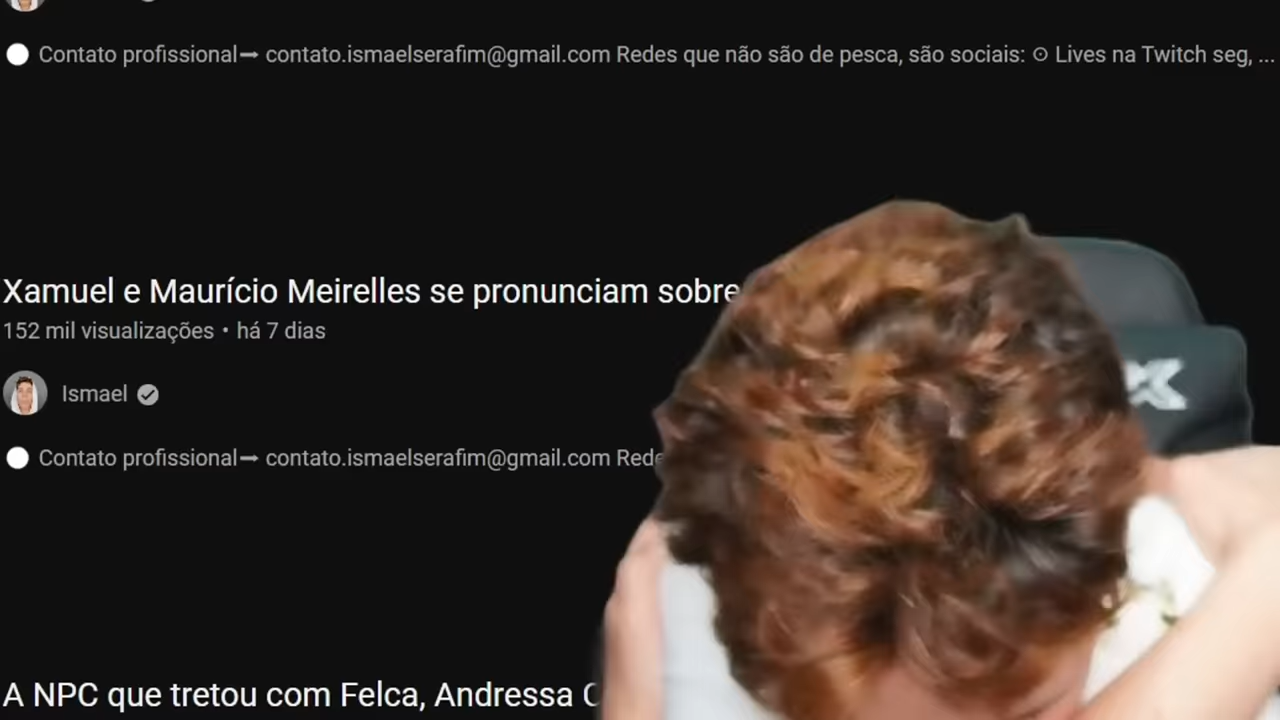 Contato profissional➞ contato.ismaelserafim@gmail.com Redes que não são de pesca, são sociais: ⊙ Lives na Twitch seg, ...
Xamuel e Maurício Meirelles se pronunciam sobre
152 mil visualizações • há 7 dias
Ismael
Contato profissional➞ contato.ismaelserafim@gmail.com Rede
A NPC que tretou com Felca, Andressa